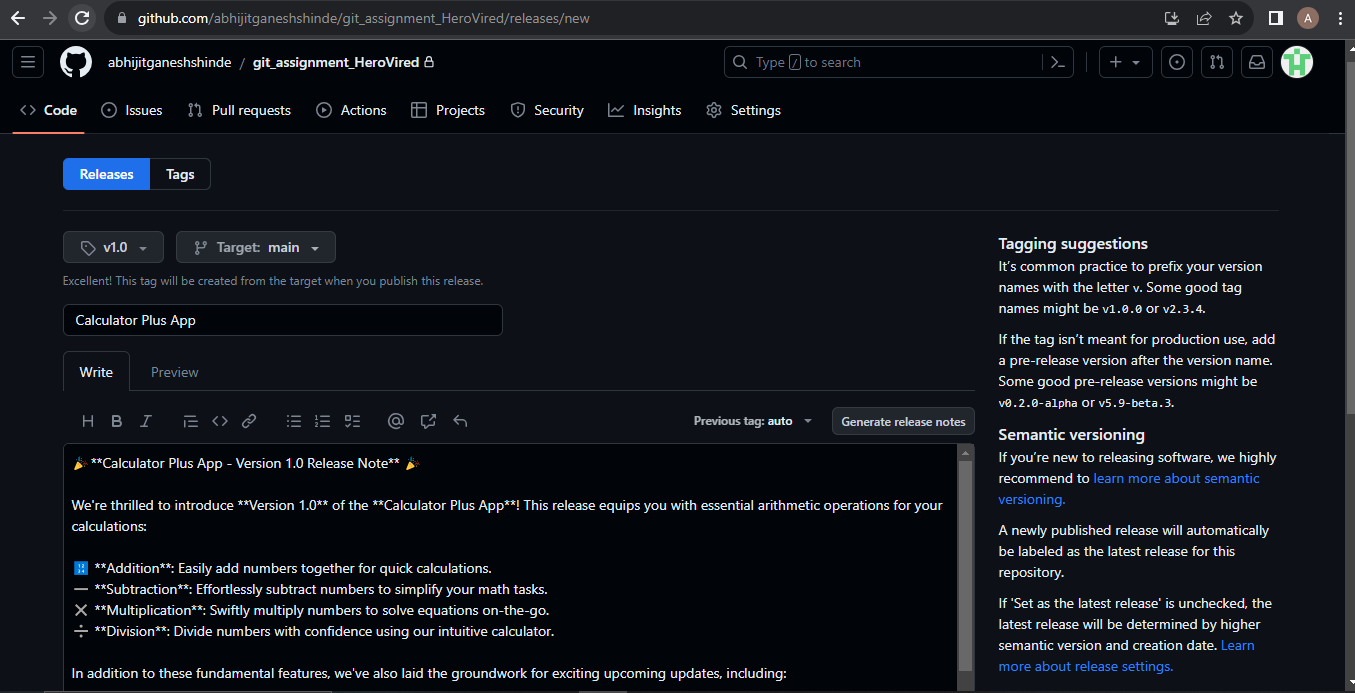 github.com/abhijitganeshshinde/git_assignment_HeroVired/releases/new
A
abhijitganeshshinde / git_assignment_HeroVired
Type / to search
Code
Issues
Pull requests
Actions
Projects
Security
Insights
Settings
Releases
Tags
v1.0
Target: main
Excellent! This tag will be created from the target when you publish this release.
Calculator Plus App
Write
Preview
H B I
Previous tag: auto
Generate release notes
🎉 **Calculator Plus App - Version 1.0 Release Note** 🎉
We're thrilled to introduce **Version 1.0** of the **Calculator Plus App**! This release equips you with essential arithmetic operations for your
calculations:
🔢 **Addition**: Easily add numbers together for quick calculations.
➖ **Subtraction**: Effortlessly subtract numbers to simplify your math tasks.
✖ **Multiplication**: Swiftly multiply numbers to solve equations on-the-go.
➗ **Division**: Divide numbers with confidence using our intuitive calculator.
In addition to these fundamental features, we've also laid the groundwork for exciting upcoming updates, including:
Tagging suggestions
It's common practice to prefix your version
names with the letter v. Some good tag
names might be v1.0.0 or v2.3.4.
If the tag isn't meant for production use, add
a pre-release version after the version name.
Some good pre-release versions might be
v0.2.0-alpha or v5.9-beta.3.
Semantic versioning
If you're new to releasing software, we highly
recommend to learn more about semantic
versioning.
A newly published release will automatically
be labeled as the latest release for this
repository.
If 'Set as the latest release' is unchecked, the
latest release will be determined by higher
semantic version and creation date. Learn
more about release settings.